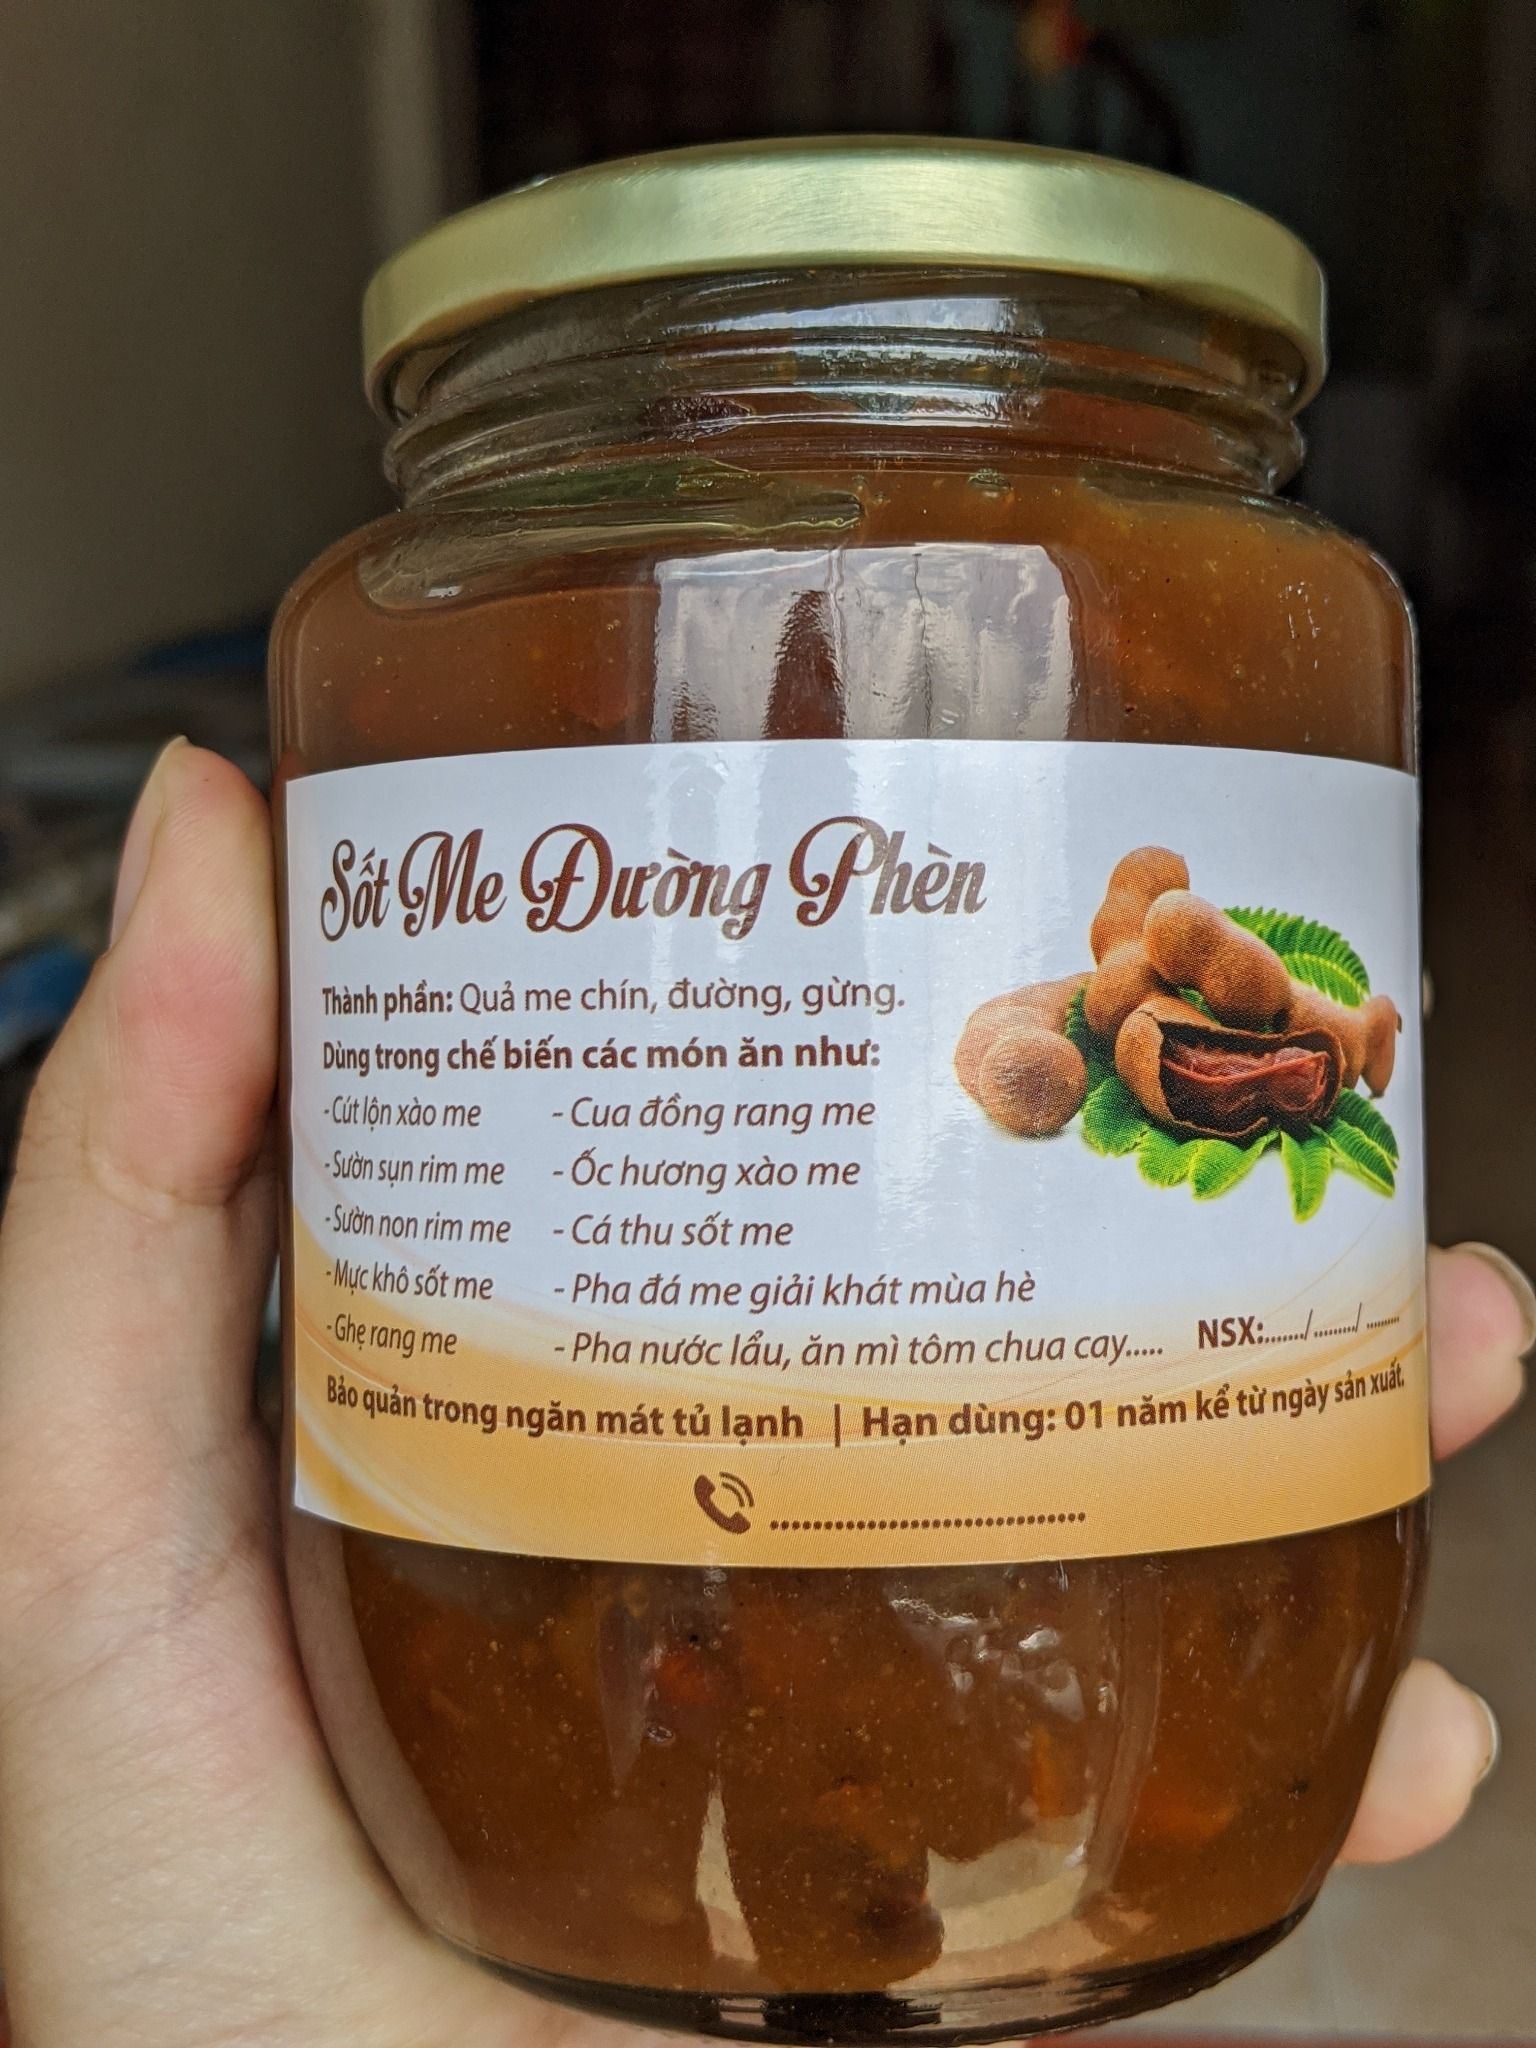 Sốt Me Đường Phèn
Thành phần: Quả me chín, đường, gừng.
Dùng trong chế biến các món ăn như:
- Cút lộn xào me
- Sườn sụn rim me
- Sườn non rim me
- Mực khô sốt me
- Ghẹ rang me
- Cua đồng rang me
- Ốc hương xào me
- Cá thu sốt me
- Pha đá me giải khát mùa hè
- Pha nước lẩu, ăn mì tôm chua cay.....
NSX:......./ ........./ ........
Bảo quản trong ngăn mát tủ lạnh | Hạn dùng: 01 năm kể từ ngày sản xuất.
..............................